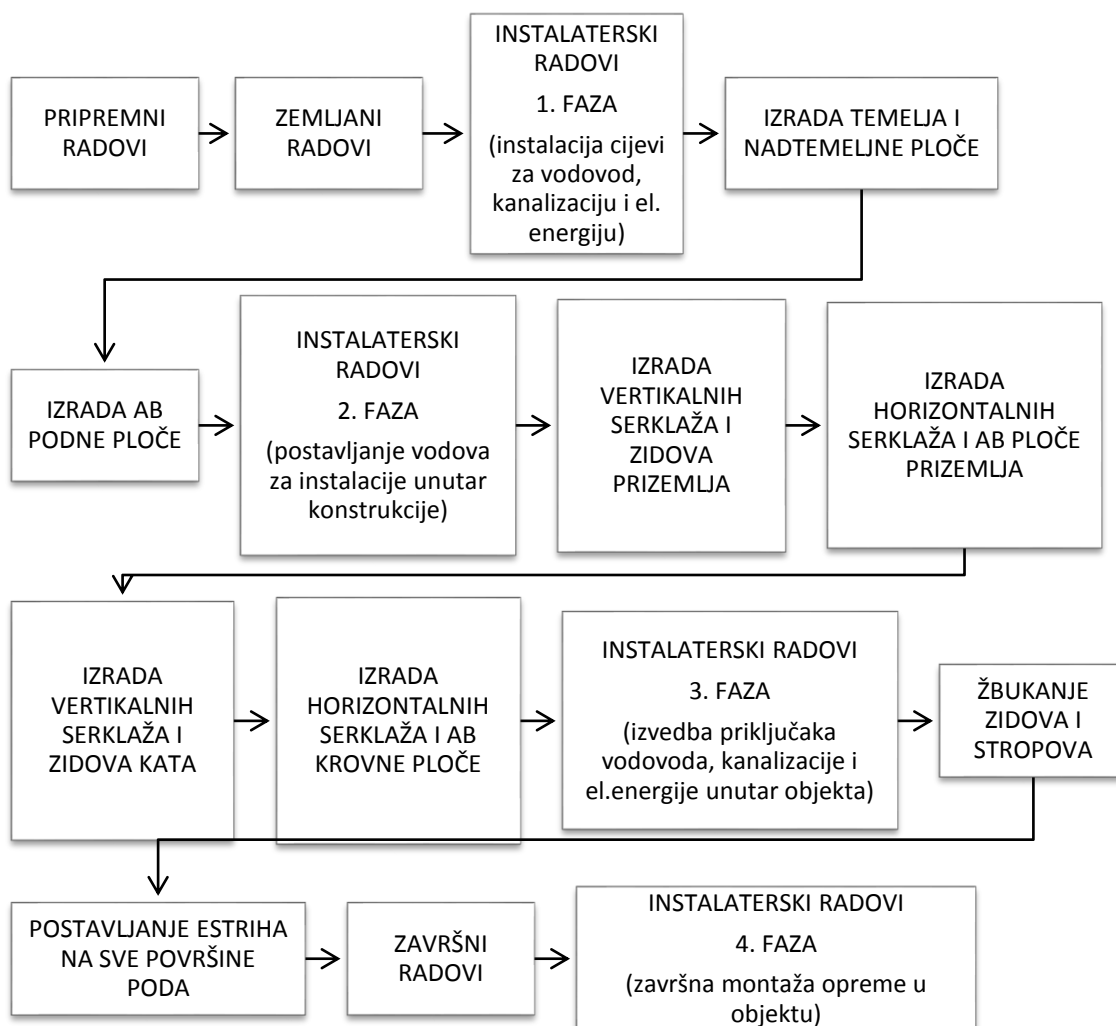 PRIPREMNI
RADOVI
ZEMLJANI
RADOVI
INSTALATERSKI
RADOVI
1. FAZA
(instalacija cijevi
za vodovod,
kanalizaciju i el.
energiju)
IZRADA TEMELJA I
NADTEMELJNE PLOČE
IZRADA AB
PODNE PLOČE
INSTALATERSKI
RADOVI
2. FAZA
(postavljanje vodova
za instalacije unutar
konstrukcije)
IZRADA
VERTIKALNIH
SERKLAŽA I
ZIDOVA
PRIZEMLJA
IZRADA
HORIZONTALNIH
SERKLAŽA I AB PLOČE
PRIZEMLJA
IZRADA
VERTIKALNIH
SERKLAŽA I
ZIDOVA KATA
IZRADA
HORIZONTALNIH
SERKLAŽA I AB
KROVNE PLOČE
INSTALATERSKI RADOVI
3. FAZA
(izvedba priključaka
vodovoda, kanalizacije i
el.energije unutar objekta)
ŽBUKANJE
ZIDOVA I
STROPOVA
POSTAVLJANJE ESTRIHA
NA SVE POVRŠINE
PODA
ZAVRŠNI
RADOVI
INSTALATERSKI RADOVI
4. FAZA
(završna montaža opreme u
objektu)